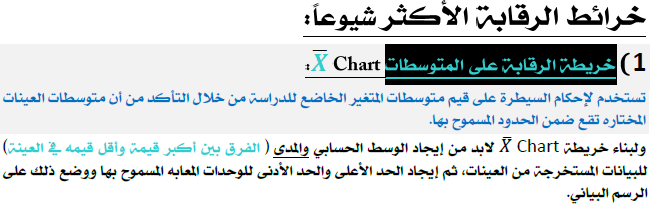 خرائط الرقابة الأكثر شيوعاً:
1) خريطة الرقابة على المتوسطات X̅ Chart:
تستخدم لإحكام السيطرة على قيم متوسطات المتغير الخاضع للدراسة من خلال التأكد من أن متوسطات العينات
المختاره تقع ضمن الحدود المسموح بها.
ولبناء خريطة X̅ Chart لابد من إيجاد الوسط الحسابي والمدى ( الفرق بين أكبر قيمة وأقل قيمه في العينة)
للبيانات المستخرجة من العينات، ثم إيجاد الحد الأعلى والحد الأدنى للوحدات المعابه المسموح بها ووضع ذلك على
الرسم البياني.